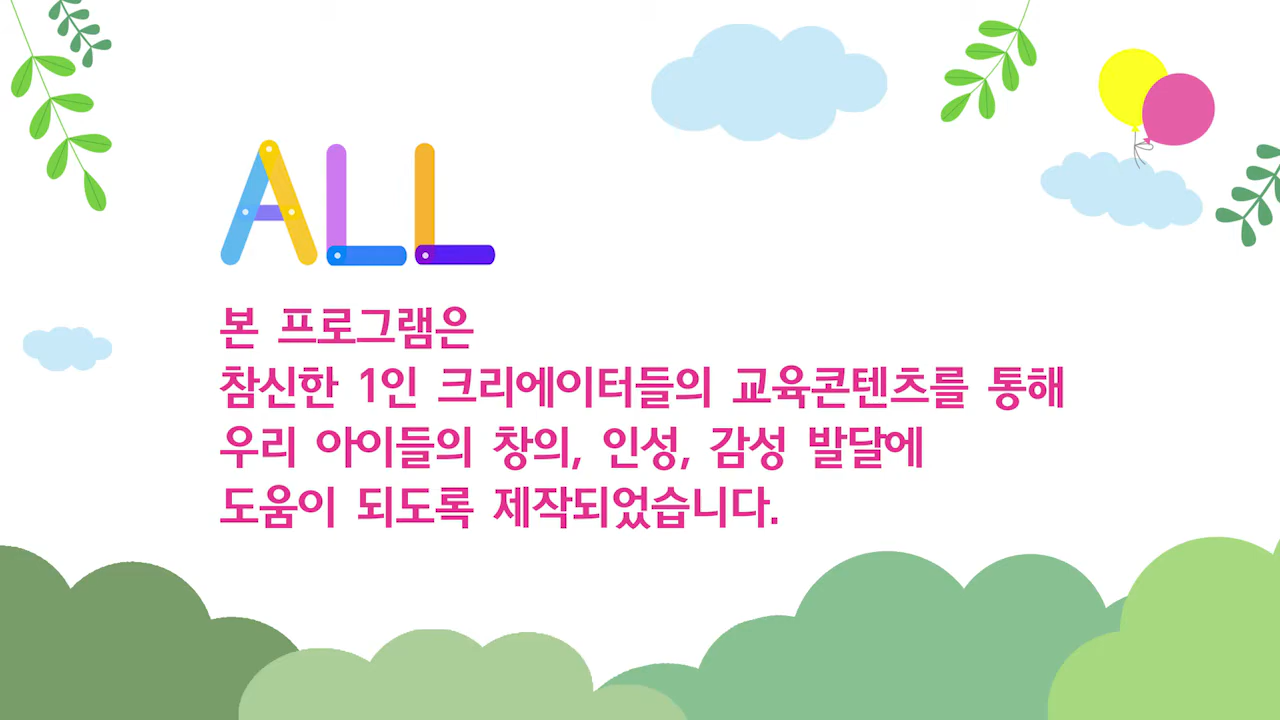 ALL
본 프로그램은
참신한 1인 크리에이터들의 교육콘텐츠를 통해
우리 아이들의 창의, 인성, 감성 발달에
도움이 되도록 제작되었습니다.